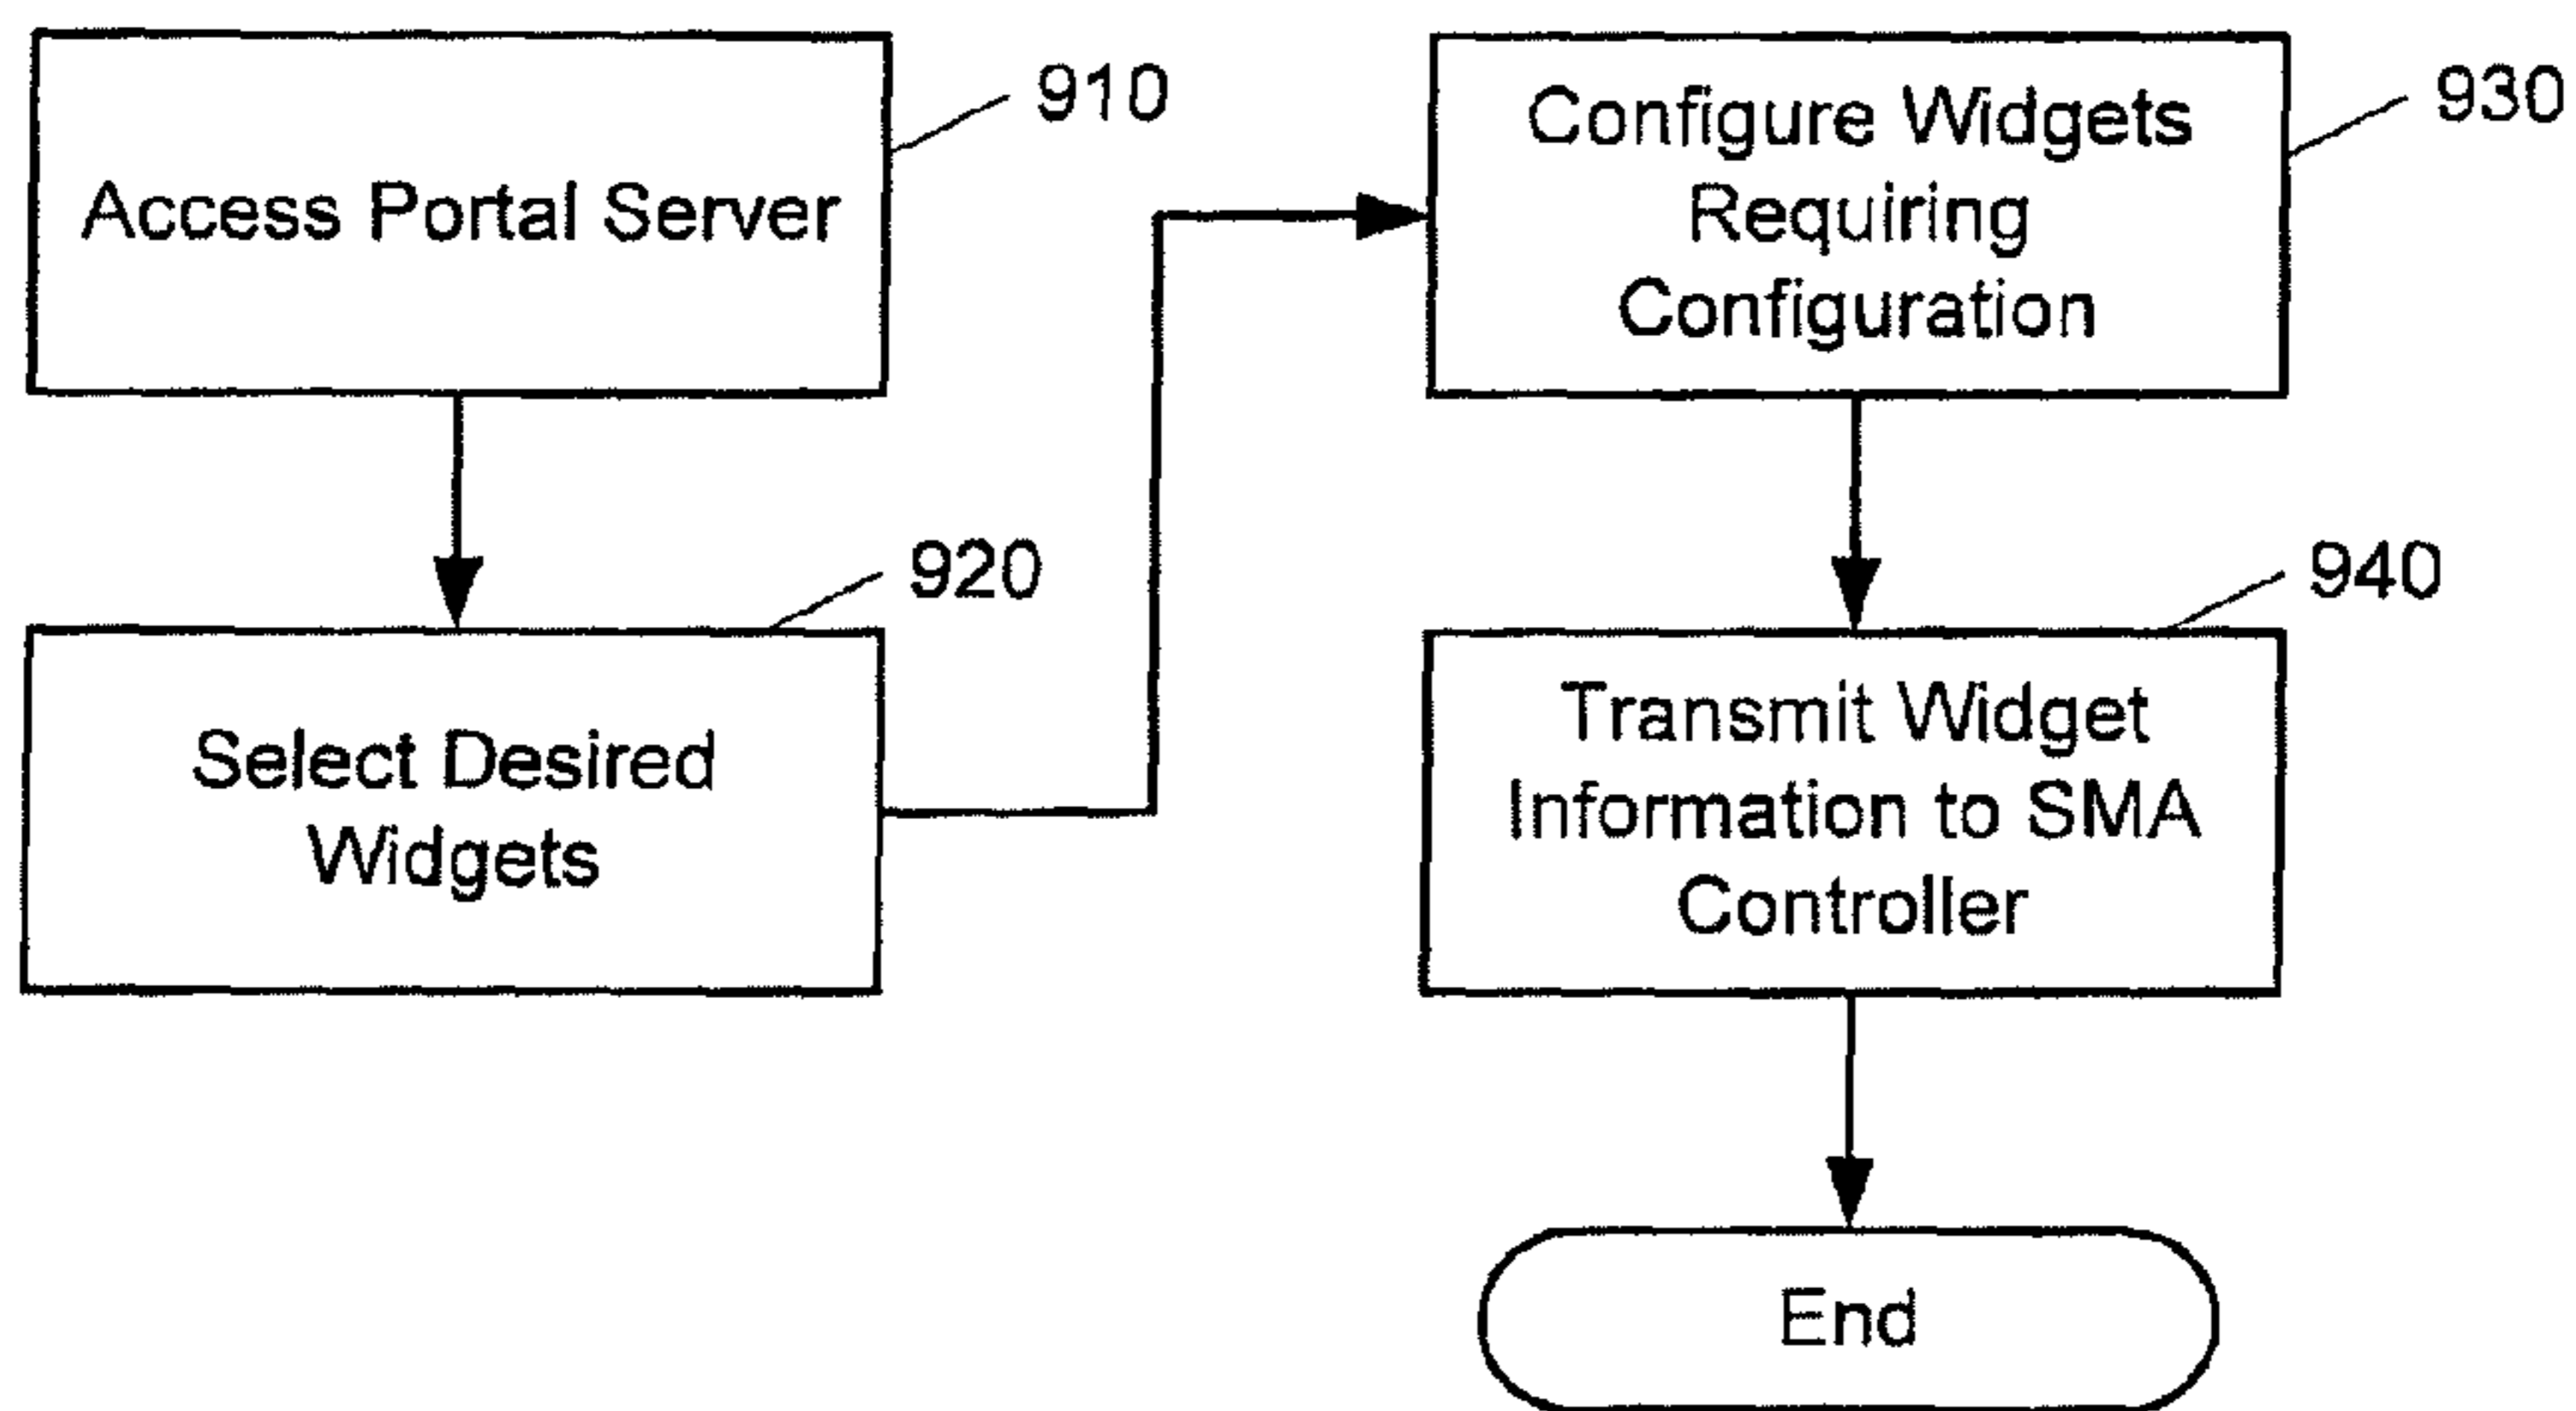 Access Portal Server
910
Select Desired
Widgets
920
Configure Widgets
Requiring
Configuration
930
Transmit Widget
Information to SMA
Controller
940
End